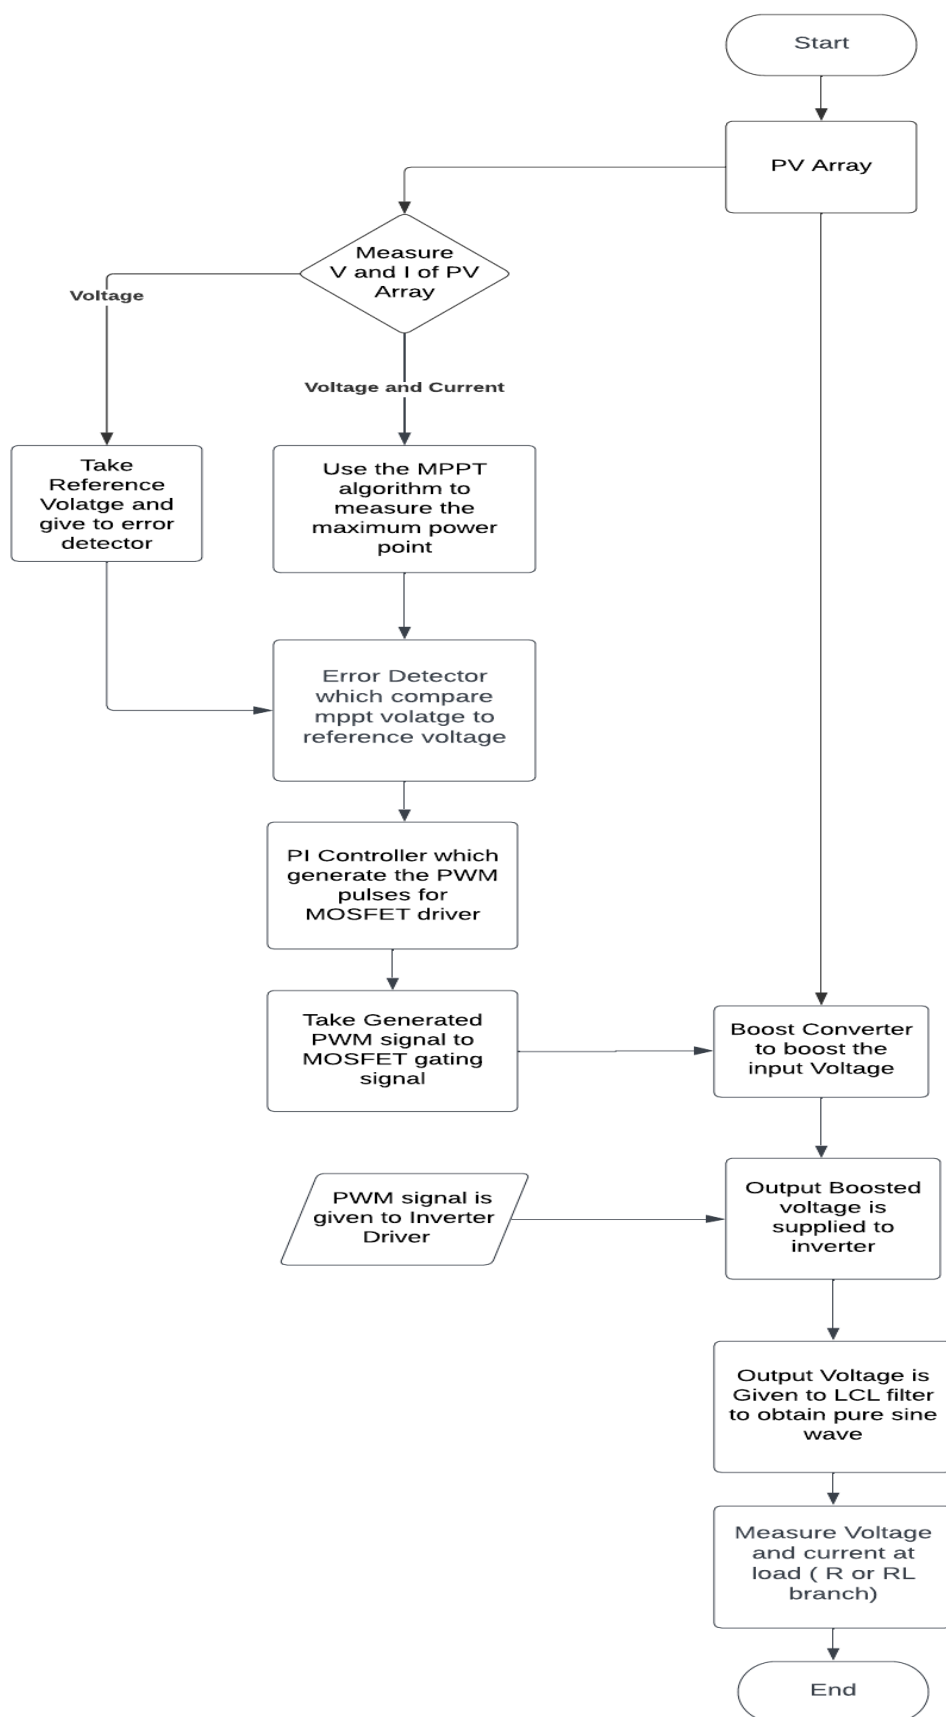 Start
PV Array
Measure
V and I of PV
Array
Voltage
Voltage and Current
Take
Reference
Volatge and
give to error
detector
Use the MPPT
algorithm to
measure the
maximum power
point
Error Detector
which compare
mppt volatge to
reference voltage
PI Controller which
generate the PWM
pulses for
MOSFET driver
Take Generated
PWM signal to
MOSFET gating
signal
Boost Converter
to boost the
input Voltage
PWM signal is
given to Inverter
Driver
Output Boosted
voltage is
supplied to
inverter
Output Voltage is
Given to LCL filter
to obtain pure sine
wave
Measure Voltage
and current at
load ( R or RL
branch)
End